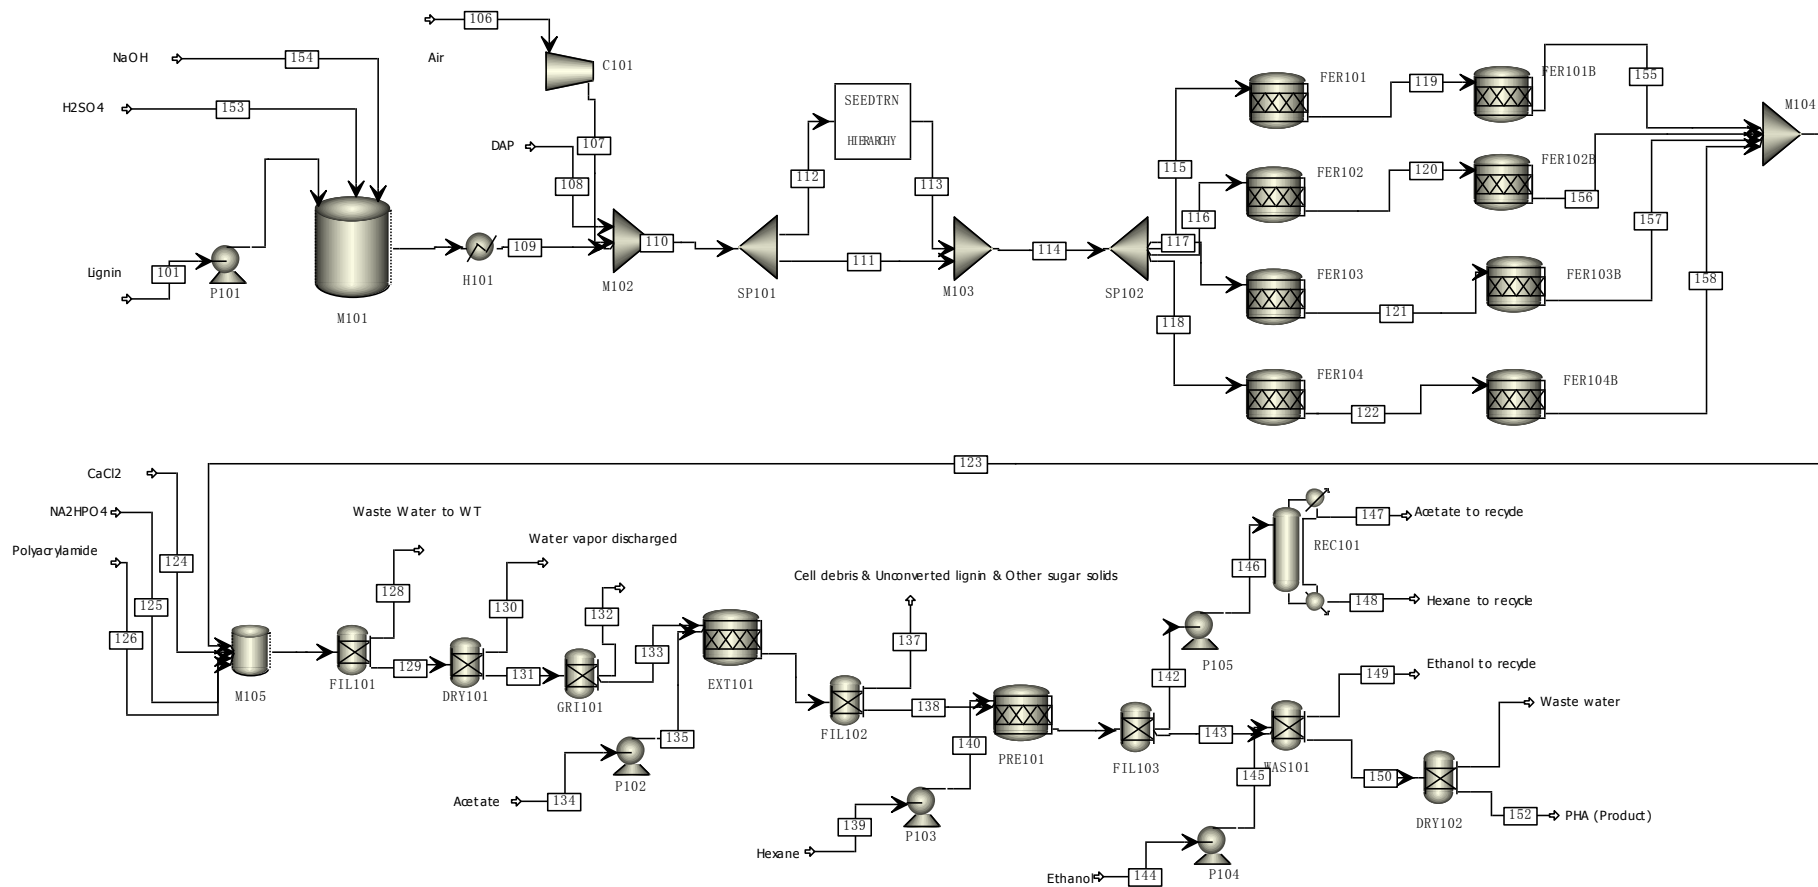 106
NaOH
154
Air
C101
H2SO4
153
107
DAP
108
Lignin
101
P101
M101
H101
109
M102
110
SP101
112
SEEDTRN
HIERARCHY
113
111
M103
114
SP102
115
116
117
118
FER101
119
FER101B
155
M104
FER102
120
FER102B
156
157
FER103
121
FER103B
158
FER104
122
FER104B
123
CaCl2
NA2HPO4
Polyacrylamide
124
125
126
M105
Waste Water to WT
128
FIL101
129
Water vapor discharged
130
DRY101
131
132
GRI101
133
135
EXT101
Acetate
134
P102
Cell debris & Unconverted lignin & Other sugar solids
137
FIL102
138
140
PRE101
Hexane
139
P103
FIL103
142
143
P105
146
REC101
147
Acetate to recycle
148
Hexane to recycle
Ethanol
144
P104
145
WAS101
149
Ethanol to recycle
150
DRY102
Waste water
152
PHA (Product)